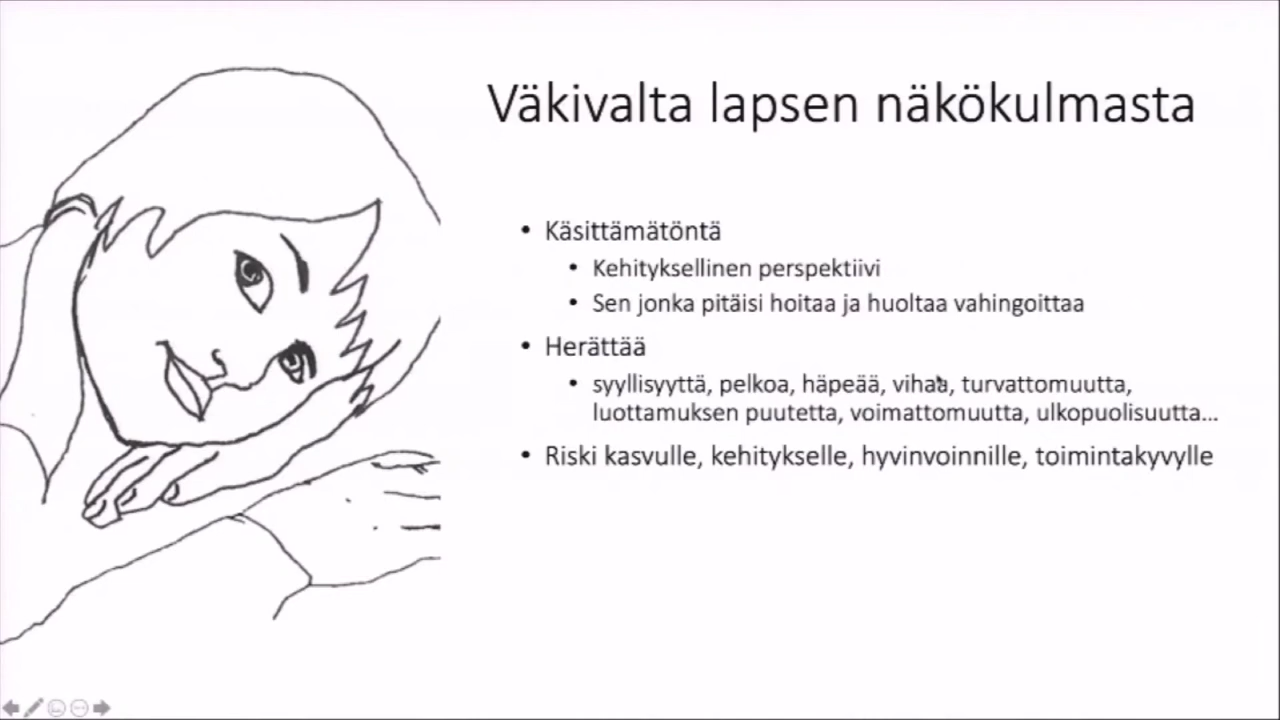 Väkivalta lapsen näkökulmasta
• Käsittämätöntä
• Kehityksellinen perspektiivi
• Sen jonka pitäisi hoitaa ja huoltaa vahingoittaa
• Herättää
• syyllisyyttä, pelkoa, häpeää, vihaa, turvattomuutta,
luottamuksen puutetta, voimattomuutta, ulkopuolisuutta...
• Riski kasvulle, kehitykselle, hyvinvoinnille, toimintakyvylle